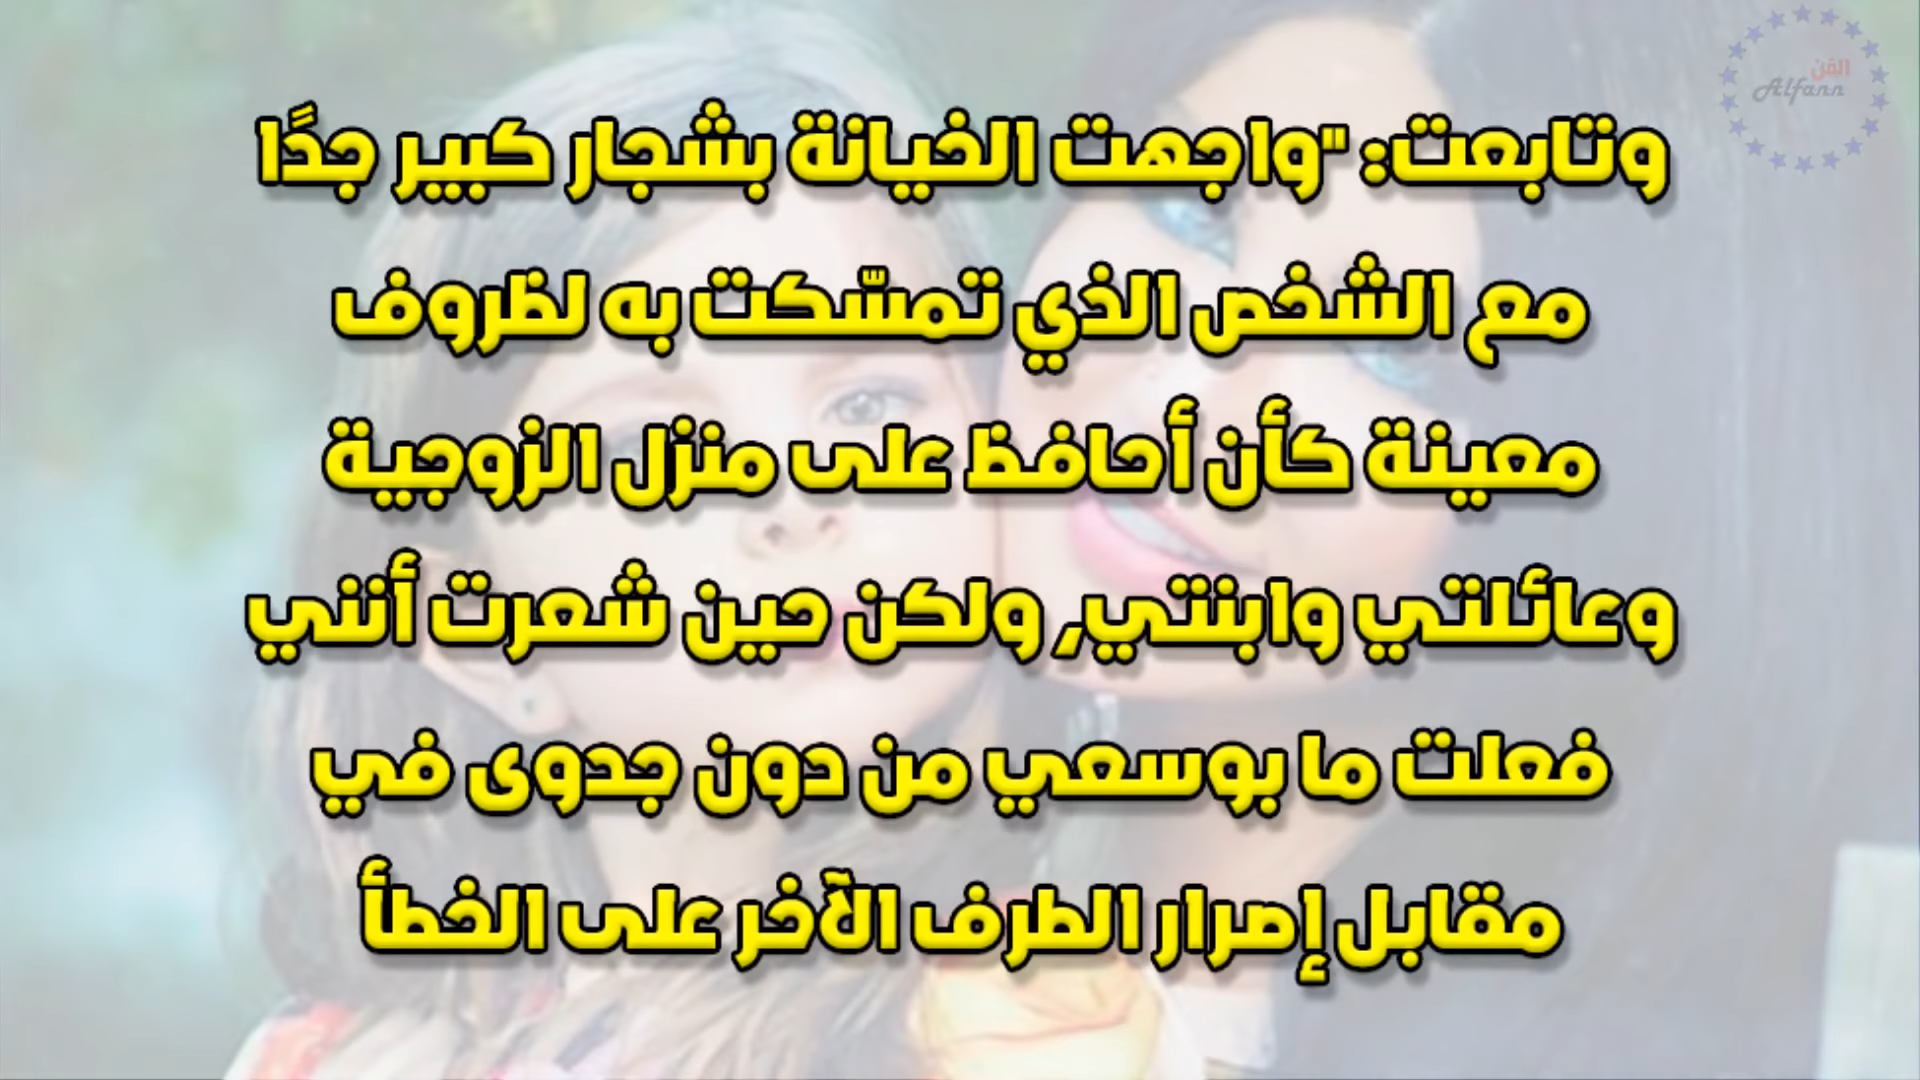 الفن
Alfann
وتابعت: "واجهت الخيانة بشجار كبير جدًا
مع الشخص الذي تمسّكت به لظروف
معينة كأن أحافظ على منزل الزوجية
وعائلتي وابنتي, ولكن حين شعرت أنني
فعلت ما بوسعي من دون جدوى في
مقابل إصرار الطرف الآخر على الخطأ